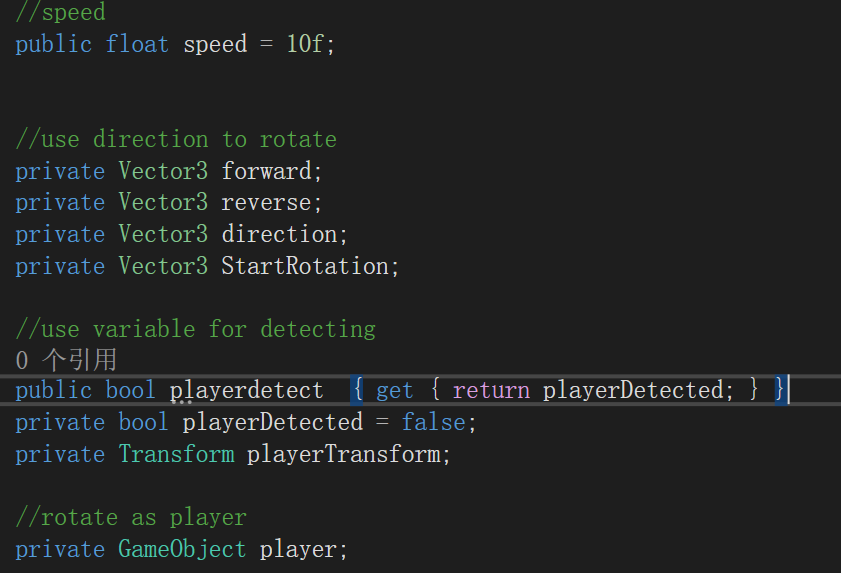 //speed
public float speed = 10f;
//use direction to rotate
private Vector3 forward;
private Vector3 reverse;
private Vector3 direction;
private Vector3 StartRotation;
//use variable for detecting
0 个引用
public bool playerdetect  { get { return playerDetected; } }
private bool playerDetected = false;
private Transform playerTransform;
//rotate as player
private GameObject player;